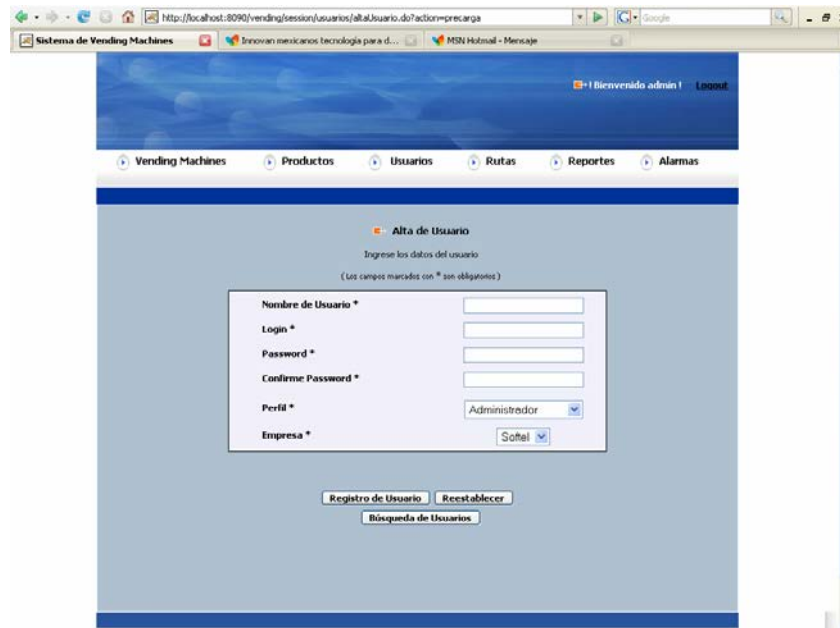 http://localhost:8090/vending/session/usuarios/altaUsuario.do?action=precarga
Google
Sistema de Vending Machines
Innovan mexicanos tecnología para d...
MSN Hotmail - Mensaje
! Bienvenido admin !
Logout
Vending Machines
Productos
Usuarios
Rutas
Reportes
Alarmas
Alta de Usuario
Ingrese los datos del usuario
( Los campos marcados con * son obligatorios )
Nombre de Usuario *
Login *
Password *
Confirme Password *
Perfil *
Administrador
Empresa *
Softel
Registro de Usuario
Reestablecer
Búsqueda de Usuarios